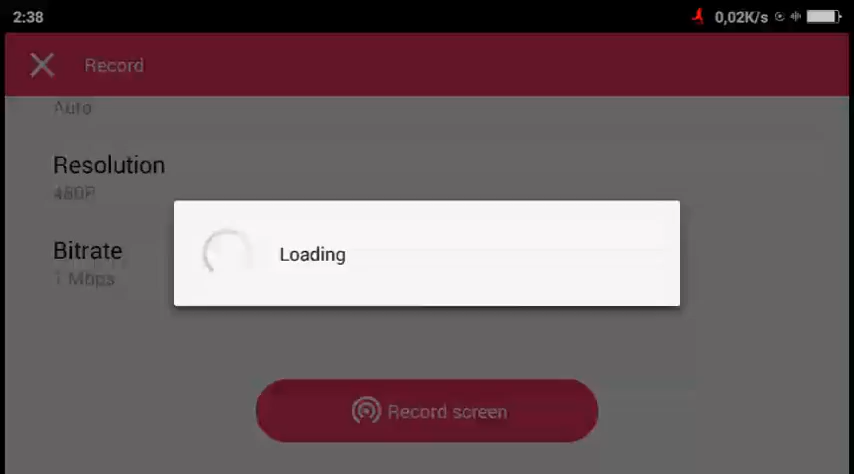 2:38
0,02K/s
Record
Auto
Resolution
480P
Bitrate
1 Mbps
Loading
Record screen